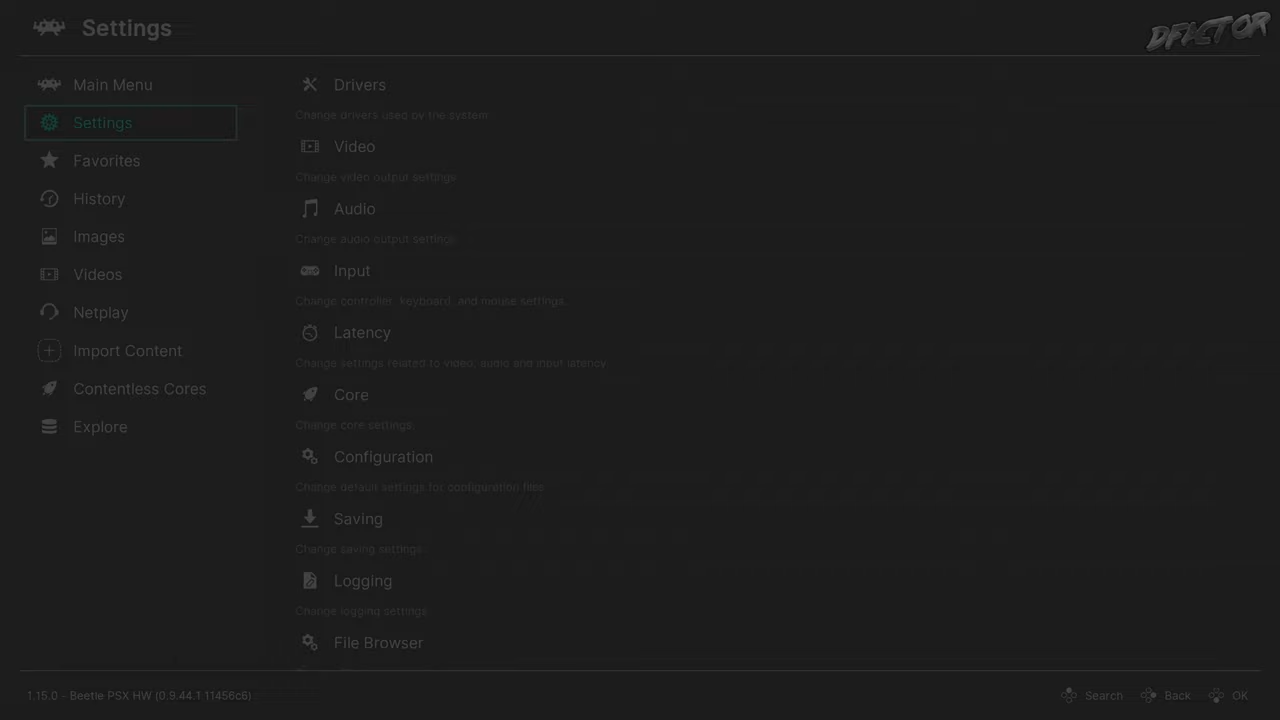 Settings
DFACTOR
Main Menu
Settings
Favorites
History
Images
Videos
Netplay
Import Content
Contentless Cores
Explore
Drivers
Change drivers used by the system.
Video
Change video output settings.
Audio
Change audio output settings.
Input
Change controller, keyboard, and mouse settings.
Latency
Change settings related to video, audio and input latency.
Core
Change core settings.
Configuration
Change default settings for configuration files.
Saving
Change saving settings.
Logging
Change logging settings.
File Browser
1.15.0 - Beetle PSX HW (0.9.44.1 11456c6)
Search
Back
OK